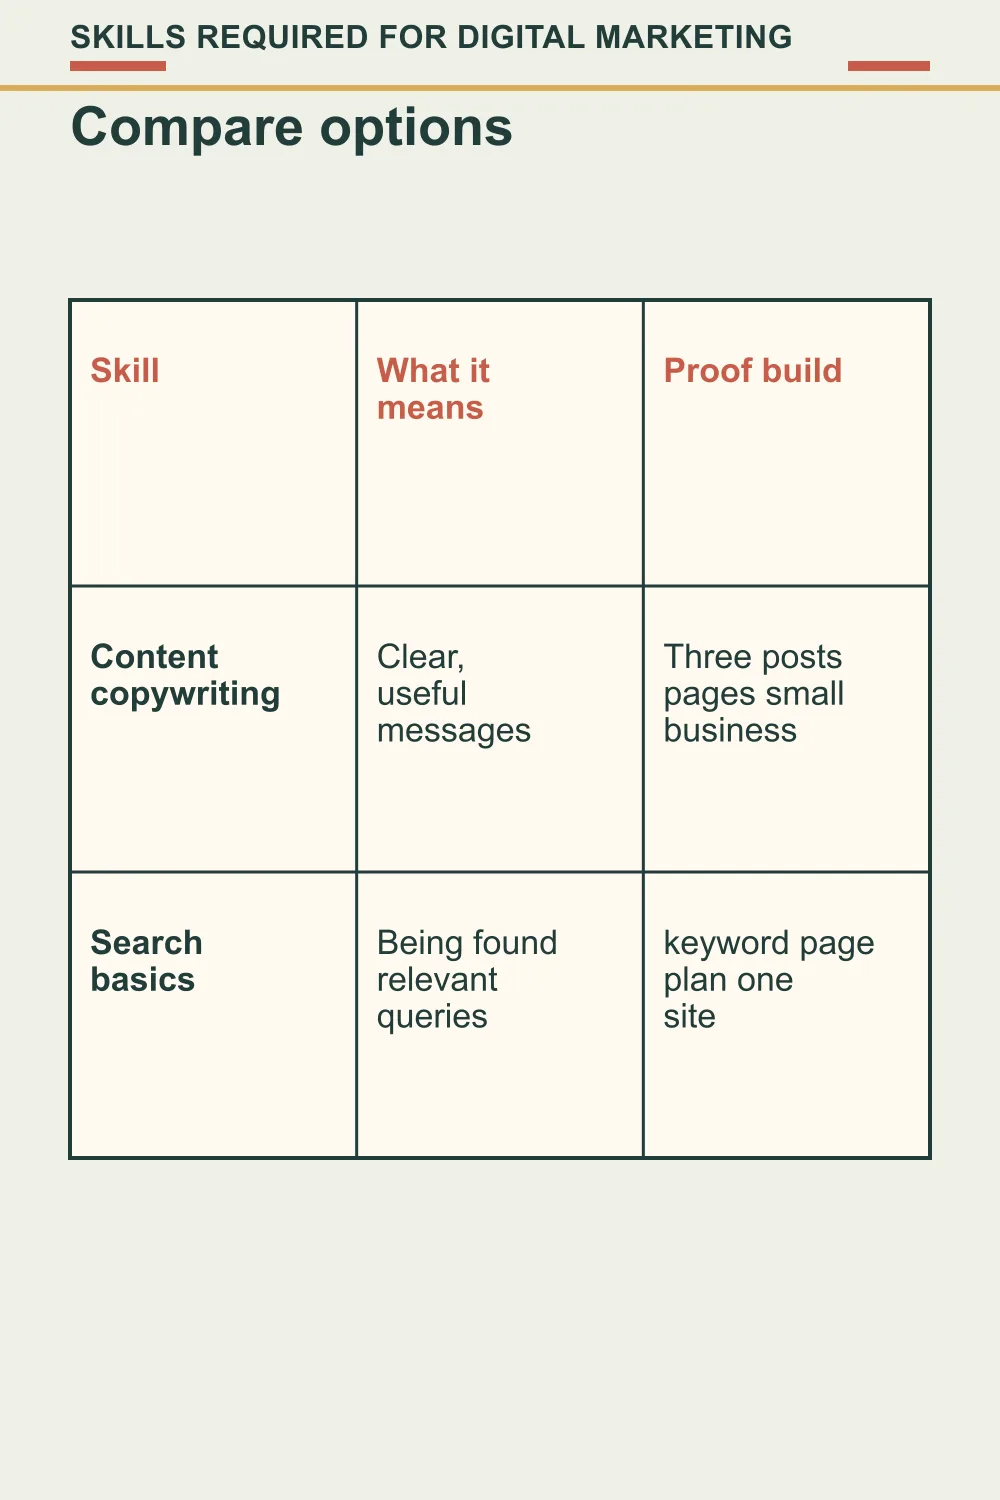 SKILLS REQUIRED FOR DIGITAL MARKETING
Compare options
Skill
What it
means
Proof build
Content
copywriting
Clear,
useful
messages
Three posts
pages small
business
Search
basics
Being found
relevant
queries
keyword page
plan one
site